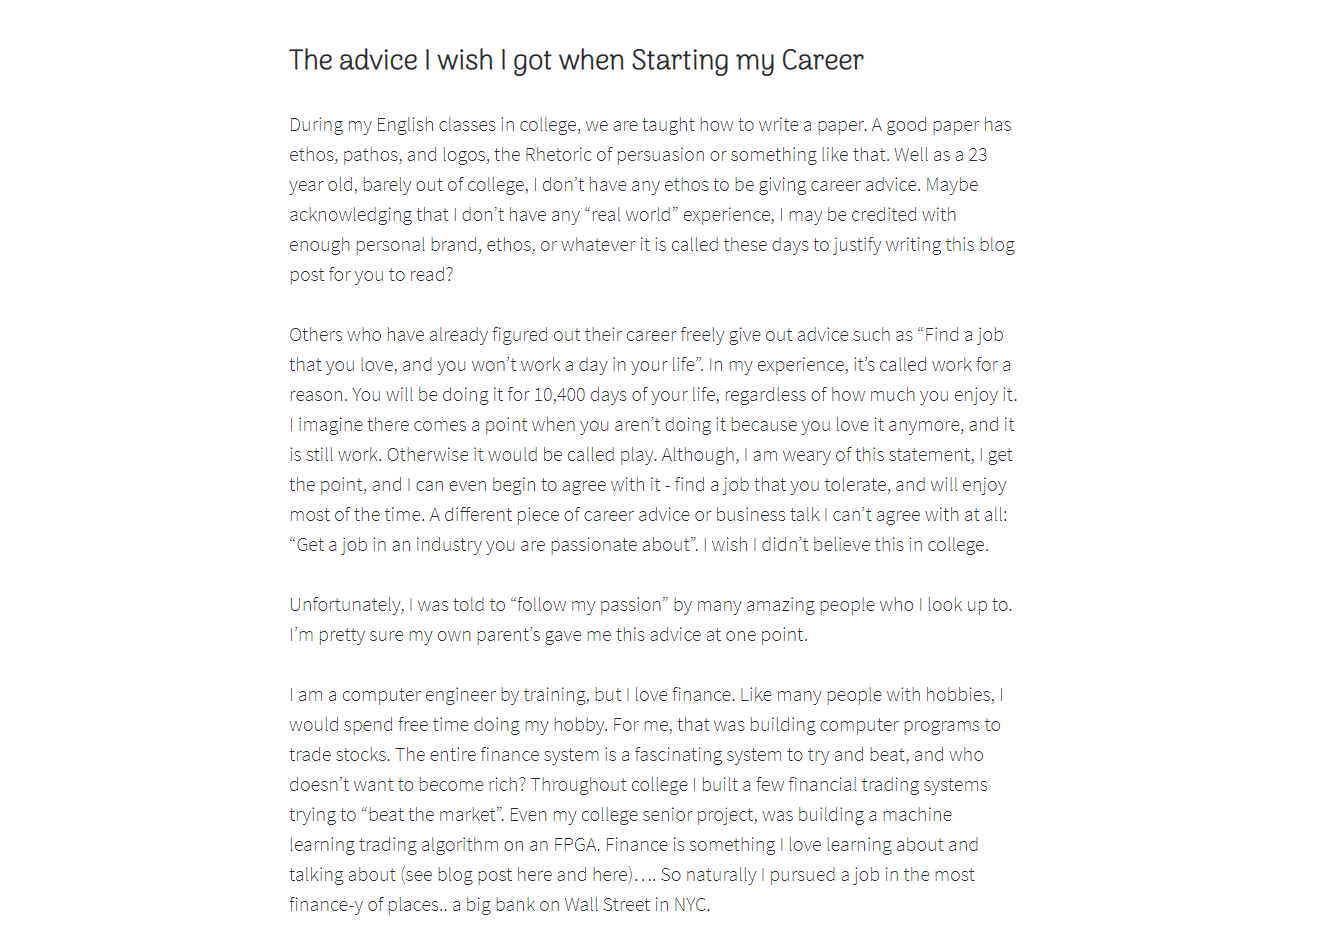 The advice I wish I got when Starting my Career
During my English classes in college, we are taught how to write a paper. A good paper has
ethos, pathos, and logos, the Rhetoric of persuasion or something like that. Well as a 23
year old, barely out of college, I don’t have any ethos to be giving career advice. Maybe
acknowledging that I don’t have any “real world” experience, I may be credited with
enough personal brand, ethos, or whatever it is called these days to justify writing this blog
post for you to read?
Others who have already figured out their career freely give out advice such as “Find a job
that you love, and you won’t work a day in your life”. In my experience, it’s called work for a
reason. You will be doing it for 10,400 days of your life, regardless of how much you enjoy it.
I imagine there comes a point when you aren’t doing it because you love it anymore, and it
is still work. Otherwise it would be called play. Although, I am weary of this statement, I get
the point, and I can even begin to agree with it - find a job that you tolerate, and will enjoy
most of the time. A different piece of career advice or business talk I can’t agree with at all:
“Get a job in an industry you are passionate about”. I wish I didn’t believe this in college.
Unfortunately, I was told to “follow my passion” by many amazing people who I look up to.
I’m pretty sure my own parent’s gave me this advice at one point.
I am a computer engineer by training, but I love finance. Like many people with hobbies, I
would spend free time doing my hobby. For me, that was building computer programs to
trade stocks. The entire finance system is a fascinating system to try and beat, and who
doesn’t want to become rich? Throughout college I built a few financial trading systems
trying to “beat the market”. Even my college senior project, was building a machine
learning trading algorithm on an FPGA. Finance is something I love learning about and
talking about (see blog post here and here)…. So naturally I pursued a job in the most
finance-y of places.. a big bank on Wall Street in NYC.